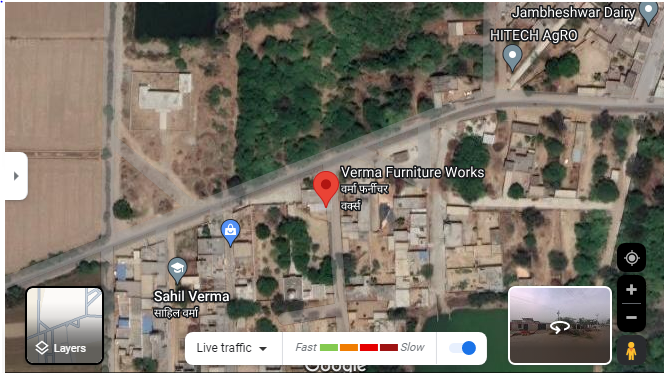 Jambheshwar Dairy
HITECH AgRO
Verma Furniture Works
वर्मा फर्नीचर
वर्क्स
Sahil Verma
साहिल वर्मा
Layers
Live traffic
Fast
Slow
Google